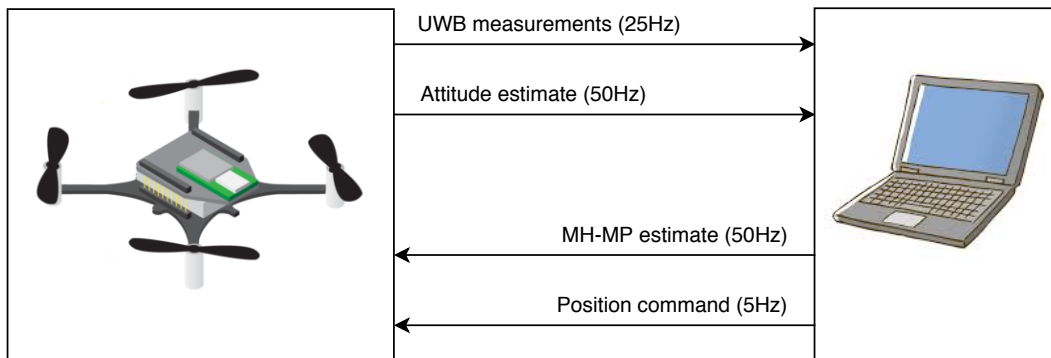 UWB measurements (25Hz)
Attitude estimate (50Hz)
MH-MP estimate (50Hz)
Position command (5Hz)